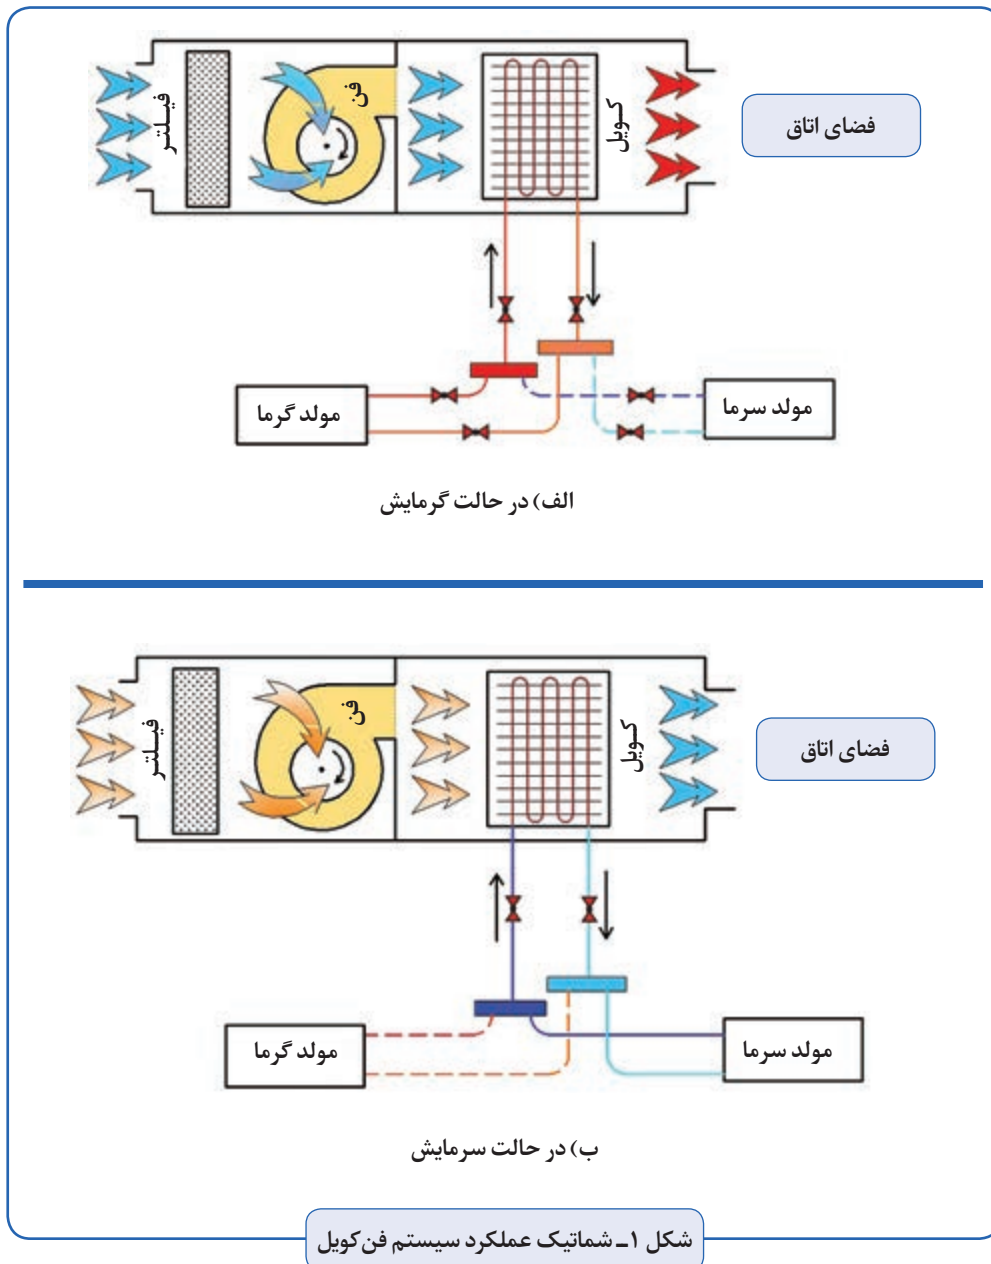 فیلتر
فن
کویل
فضای اتاق
مولد گرما
مولد سرما
الف) در حالت گرمایش
فیلتر
فن
کویل
فضای اتاق
مولد گرما
مولد سرما
ب) در حالت سرمایش
شکل ۱ـ شماتیک عملکرد سیستم فن‌کویل